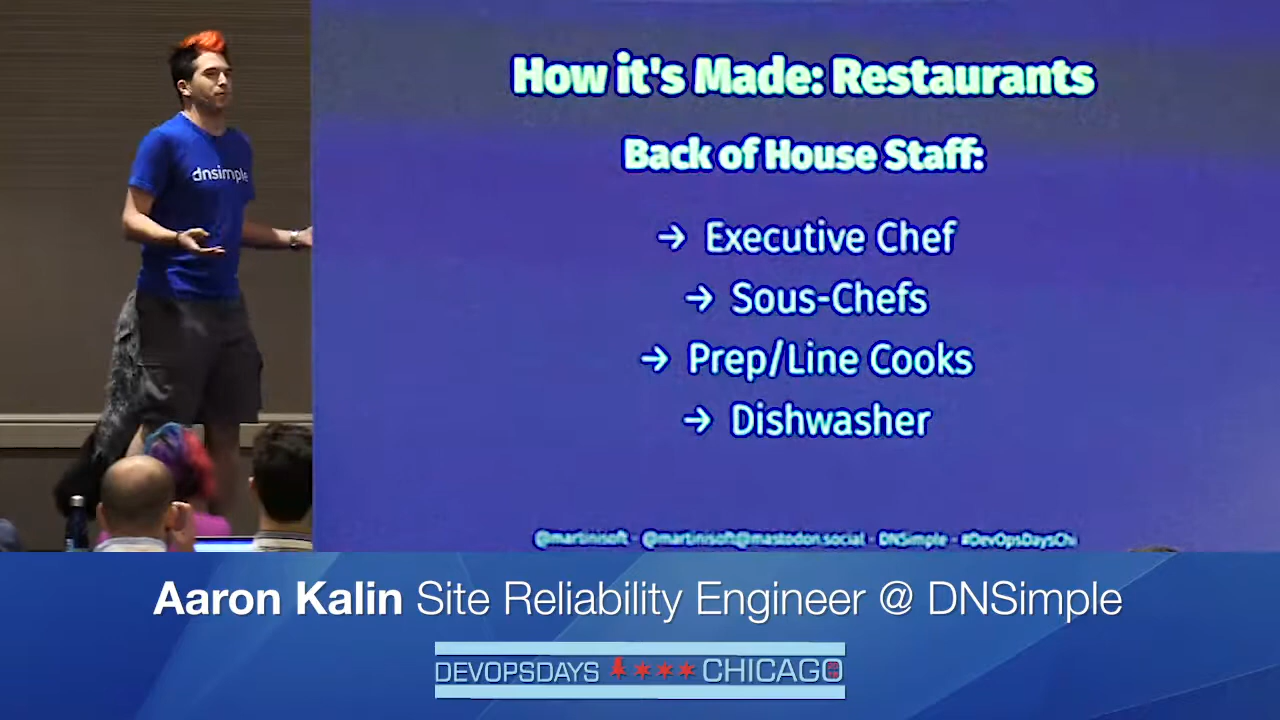 dnsimple
How it's Made: Restaurants
Back of House Staff:
→ Executive Chef
→ Sous-Chefs
→ Prep/Line Cooks
→ Dishwasher
@martinisoft - @martinisoft@mastodon.social - DNSimple - #DevOpsDaysChi
Aaron Kalin Site Reliability Engineer @ DNSimple
DEVOPSDAYS CHICAGO